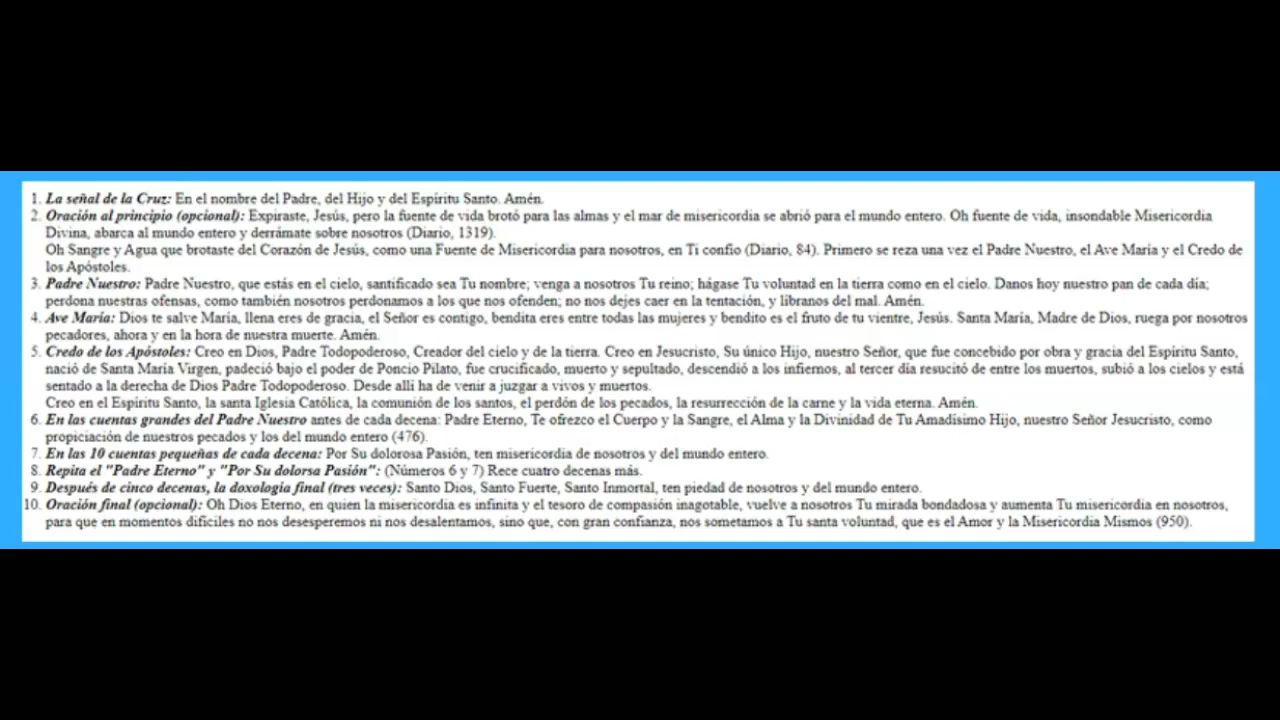 1. La señal de la Cruz: En el nombre del Padre, del Hijo y del Espíritu Santo. Amén.
2. Oración al principio (opcional): Expiraste, Jesús, pero la fuente de vida brotó para las almas y el mar de misericordia se abrió para el mundo entero. Oh fuente de vida, insondable Misericordia
Divina, abarca al mundo entero y derrámate sobre nosotros (Diario, 1319).
Oh Sangre y Agua que brotaste del Corazón de Jesús, como una Fuente de Misericordia para nosotros, en Ti confío (Diario, 84). Primero se reza una vez el Padre Nuestro, el Ave María y el Credo de
los Apóstoles.
3. Padre Nuestro: Padre Nuestro, que estás en el cielo, santificado sea Tu nombre; venga a nosotros Tu reino; hágase Tu voluntad en la tierra como en el cielo. Danos hoy nuestro pan de cada día;
perdona nuestras ofensas, como también nosotros perdonamos a los que nos ofenden; no nos dejes caer en la tentación, y líbranos del mal. Amén.
4. Ave María: Dios te salve María, llena eres de gracia, el Señor es contigo, bendita eres entre todas las mujeres y bendito es el fruto de tu vientre, Jesús. Santa María, Madre de Dios, ruega por nosotros
pecadores, ahora y en la hora de nuestra muerte. Amén.
5. Credo de los Apóstoles: Creo en Dios, Padre Todopoderoso, Creador del cielo y de la tierra. Creo en Jesucristo, Su único Hijo, nuestro Señor, que fue concebido por obra y gracia del Espíritu Santo,
nació de Santa María Virgen, padeció bajo el poder de Poncio Pilato, fue crucificado, muerto y sepultado, descendió a los infiernos, al tercer día resucitó de entre los muertos, subió a los cielos y está
sentado a la derecha de Dios Padre Todopoderoso. Desde allí ha de venir a juzgar a vivos y muertos.
Creo en el Espíritu Santo, la santa Iglesia Católica, la comunión de los santos, el perdón de los pecados, la resurrección de la carne y la vida eterna. Amén.
6. En las cuentas grandes del Padre Nuestro antes de cada decena: Padre Eterno, Te ofrezco el Cuerpo y la Sangre, el Alma y la Divinidad de Tu Amadísimo Hijo, nuestro Señor Jesucristo, como
propiciación de nuestros pecados y los del mundo entero (476).
7. En las 10 cuentas pequeñas de cada decena: Por Su dolorosa Pasión, ten misericordia de nosotros y del mundo entero.
8. Repita el "Padre Eterno" y "Por Su dolorsa Pasión": (Números 6 y 7) Rece cuatro decenas más.
9. Después de cinco decenas, la doxología final (tres veces): Santo Dios, Santo Fuerte, Santo Inmortal, ten piedad de nosotros y del mundo entero.
10. Oración final (opcional): Oh Dios Eterno, en quien la misericordia es infinita y el tesoro de compasión inagotable, vuelve a nosotros Tu mirada bondadosa y aumenta Tu misericordia en nosotros,
para que en momentos difíciles no nos desesperemos ni nos desalentamos, sino que, con gran confianza, nos sometamos a Tu santa voluntad, que es el Amor y la Misericordia Mismos (950).